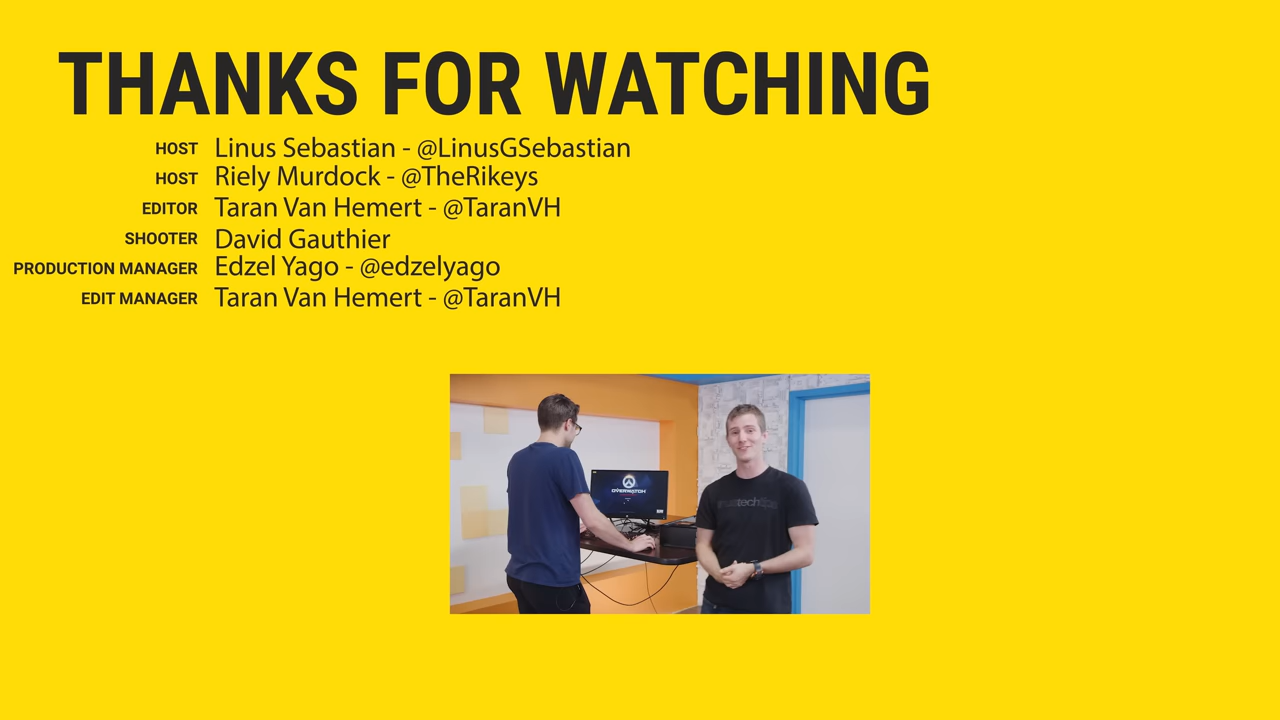 THANKS FOR WATCHING
HOST Linus Sebastian - @LinusGSebastian
HOST Riely Murdock - @TheRikeys
EDITOR Taran Van Hemert - @TaranVH
SHOOTER David Gauthier
PRODUCTION MANAGER Edzel Yago - @edzelyago
EDIT MANAGER Taran Van Hemert - @TaranVH
OVERWATCH
linustechtips